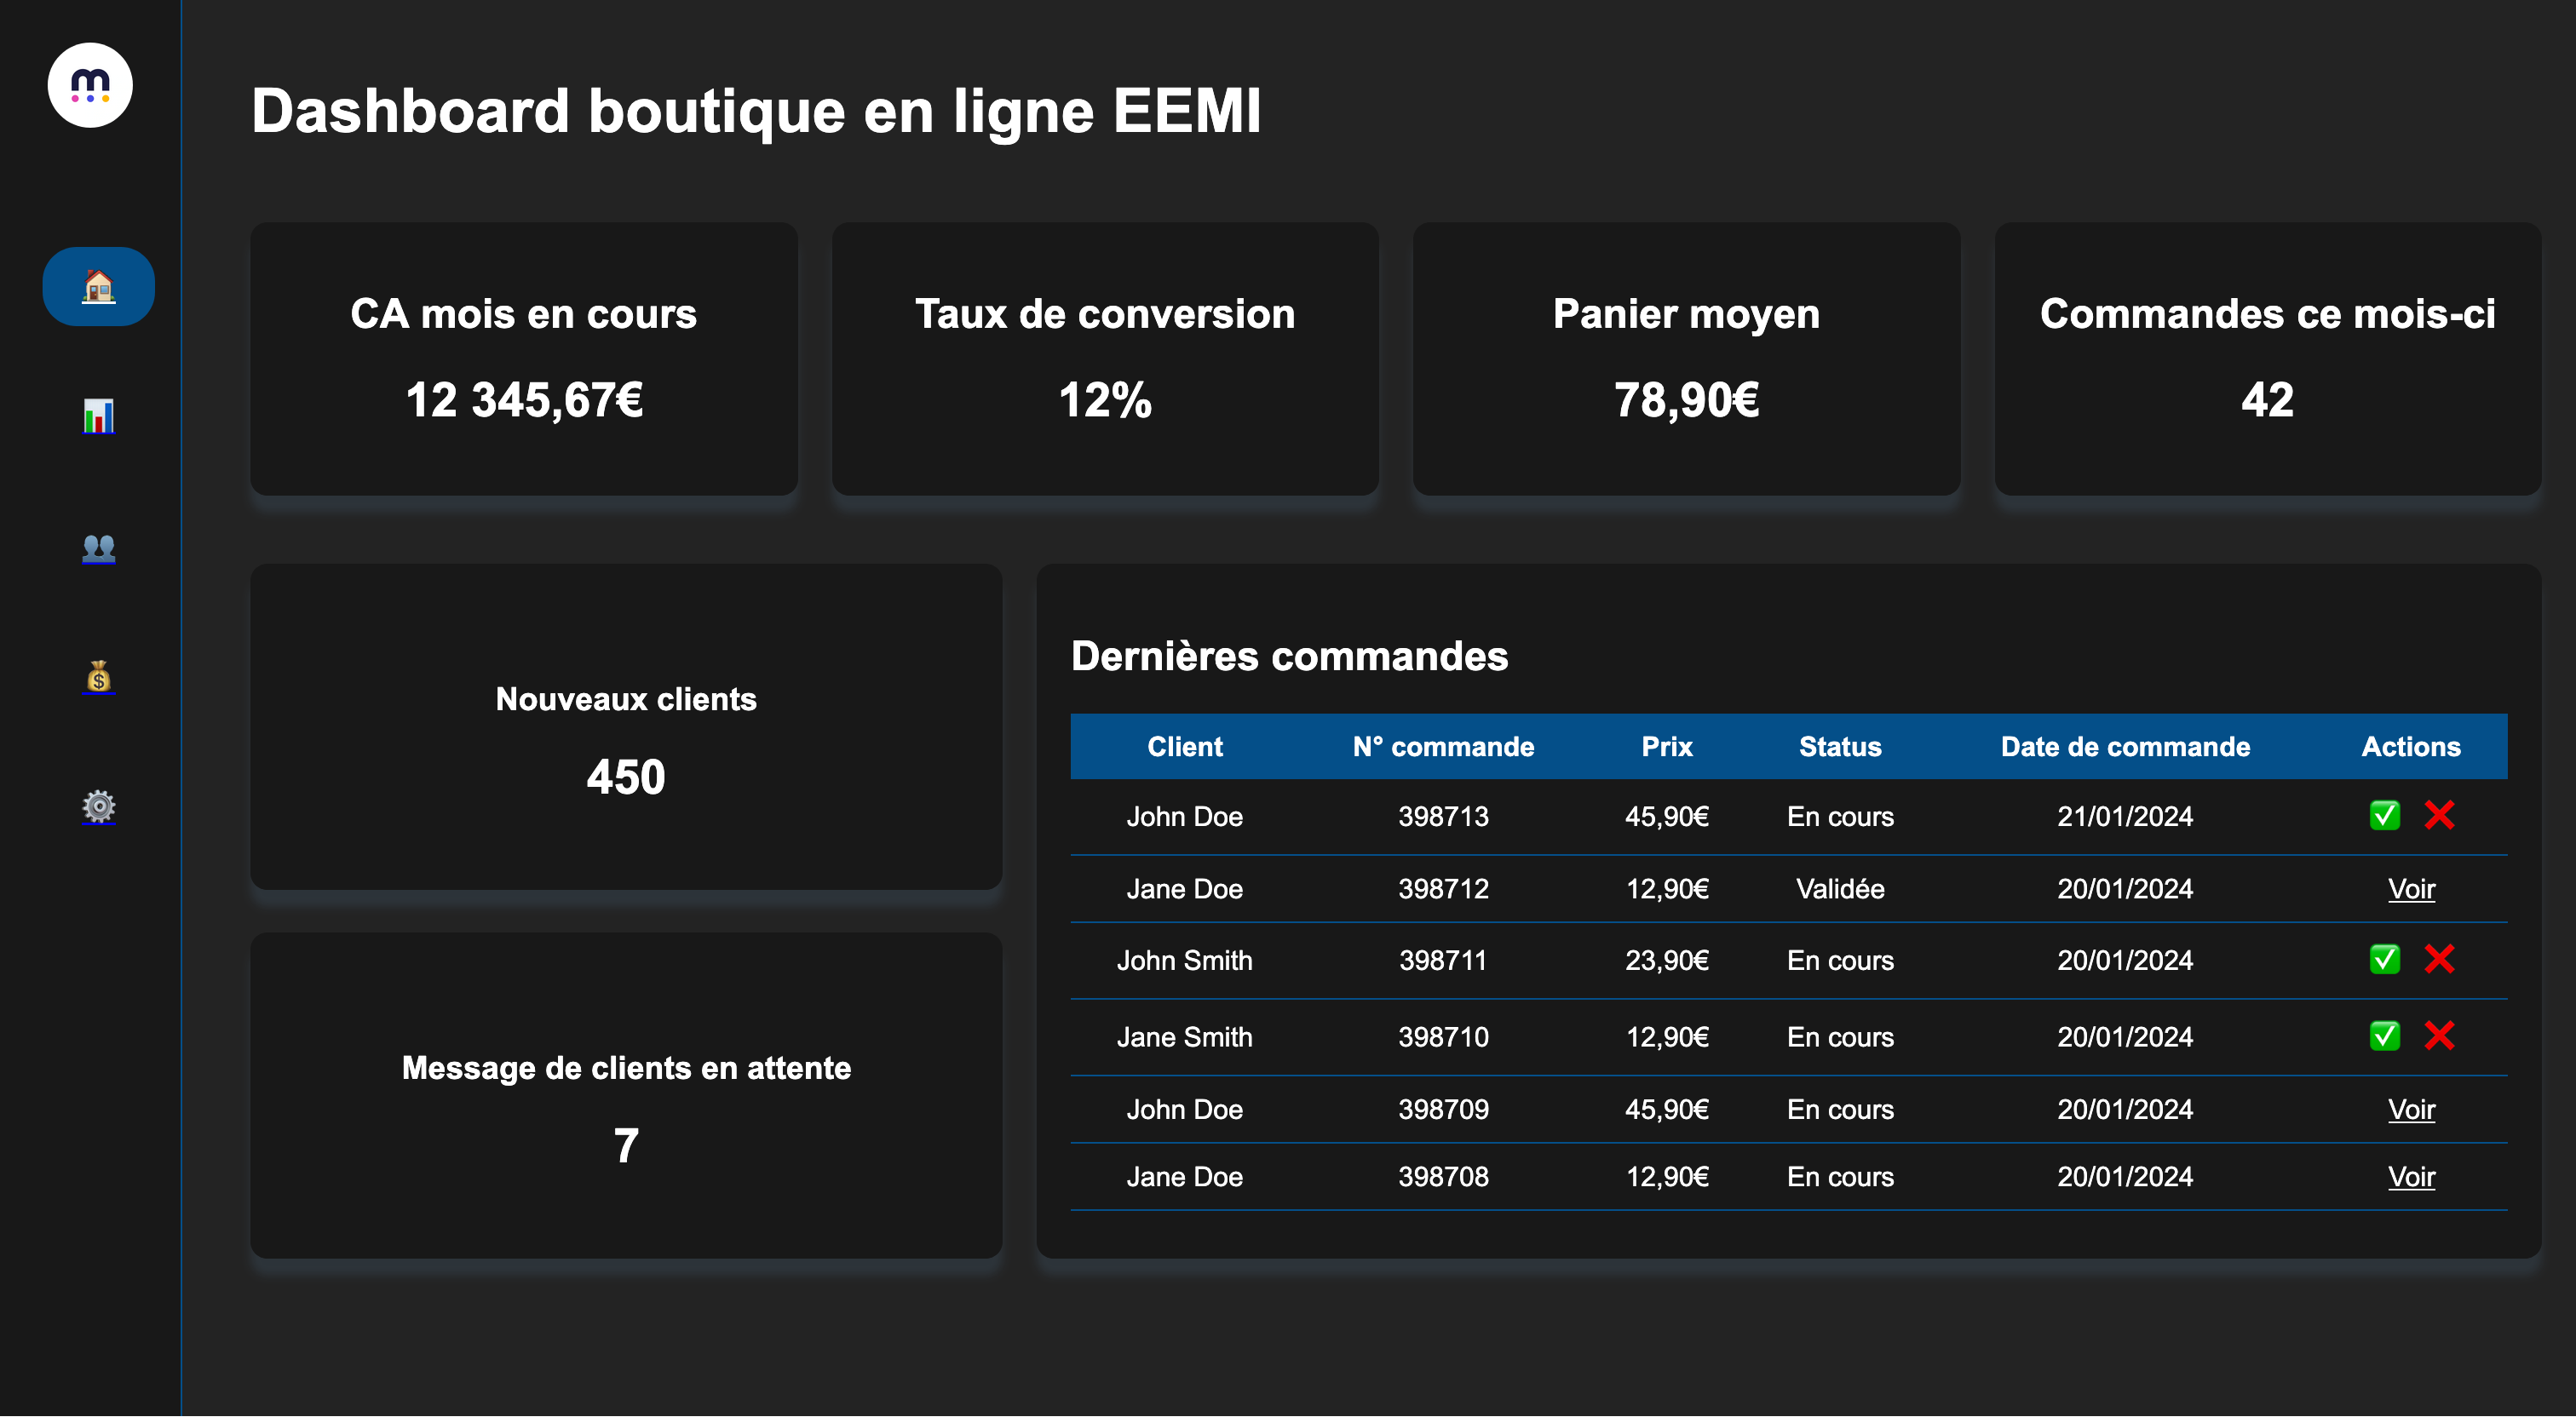 m
Dashboard boutique en ligne EEMI
CA mois en cours
12 345,67€
Taux de conversion
12%
Panier moyen
78,90€
Commandes ce mois-ci
42
Nouveaux clients
450
Message de clients en attente
7
Dernières commandes
Client N° commande Prix Status Date de commande Actions
John Doe 398713 45,90€ En cours 21/01/2024
Jane Doe 398712 12,90€ Validée 20/01/2024 Voir
John Smith 398711 23,90€ En cours 20/01/2024
Jane Smith 398710 12,90€ En cours 20/01/2024
John Doe 398709 45,90€ En cours 20/01/2024 Voir
Jane Doe 398708 12,90€ En cours 20/01/2024 Voir